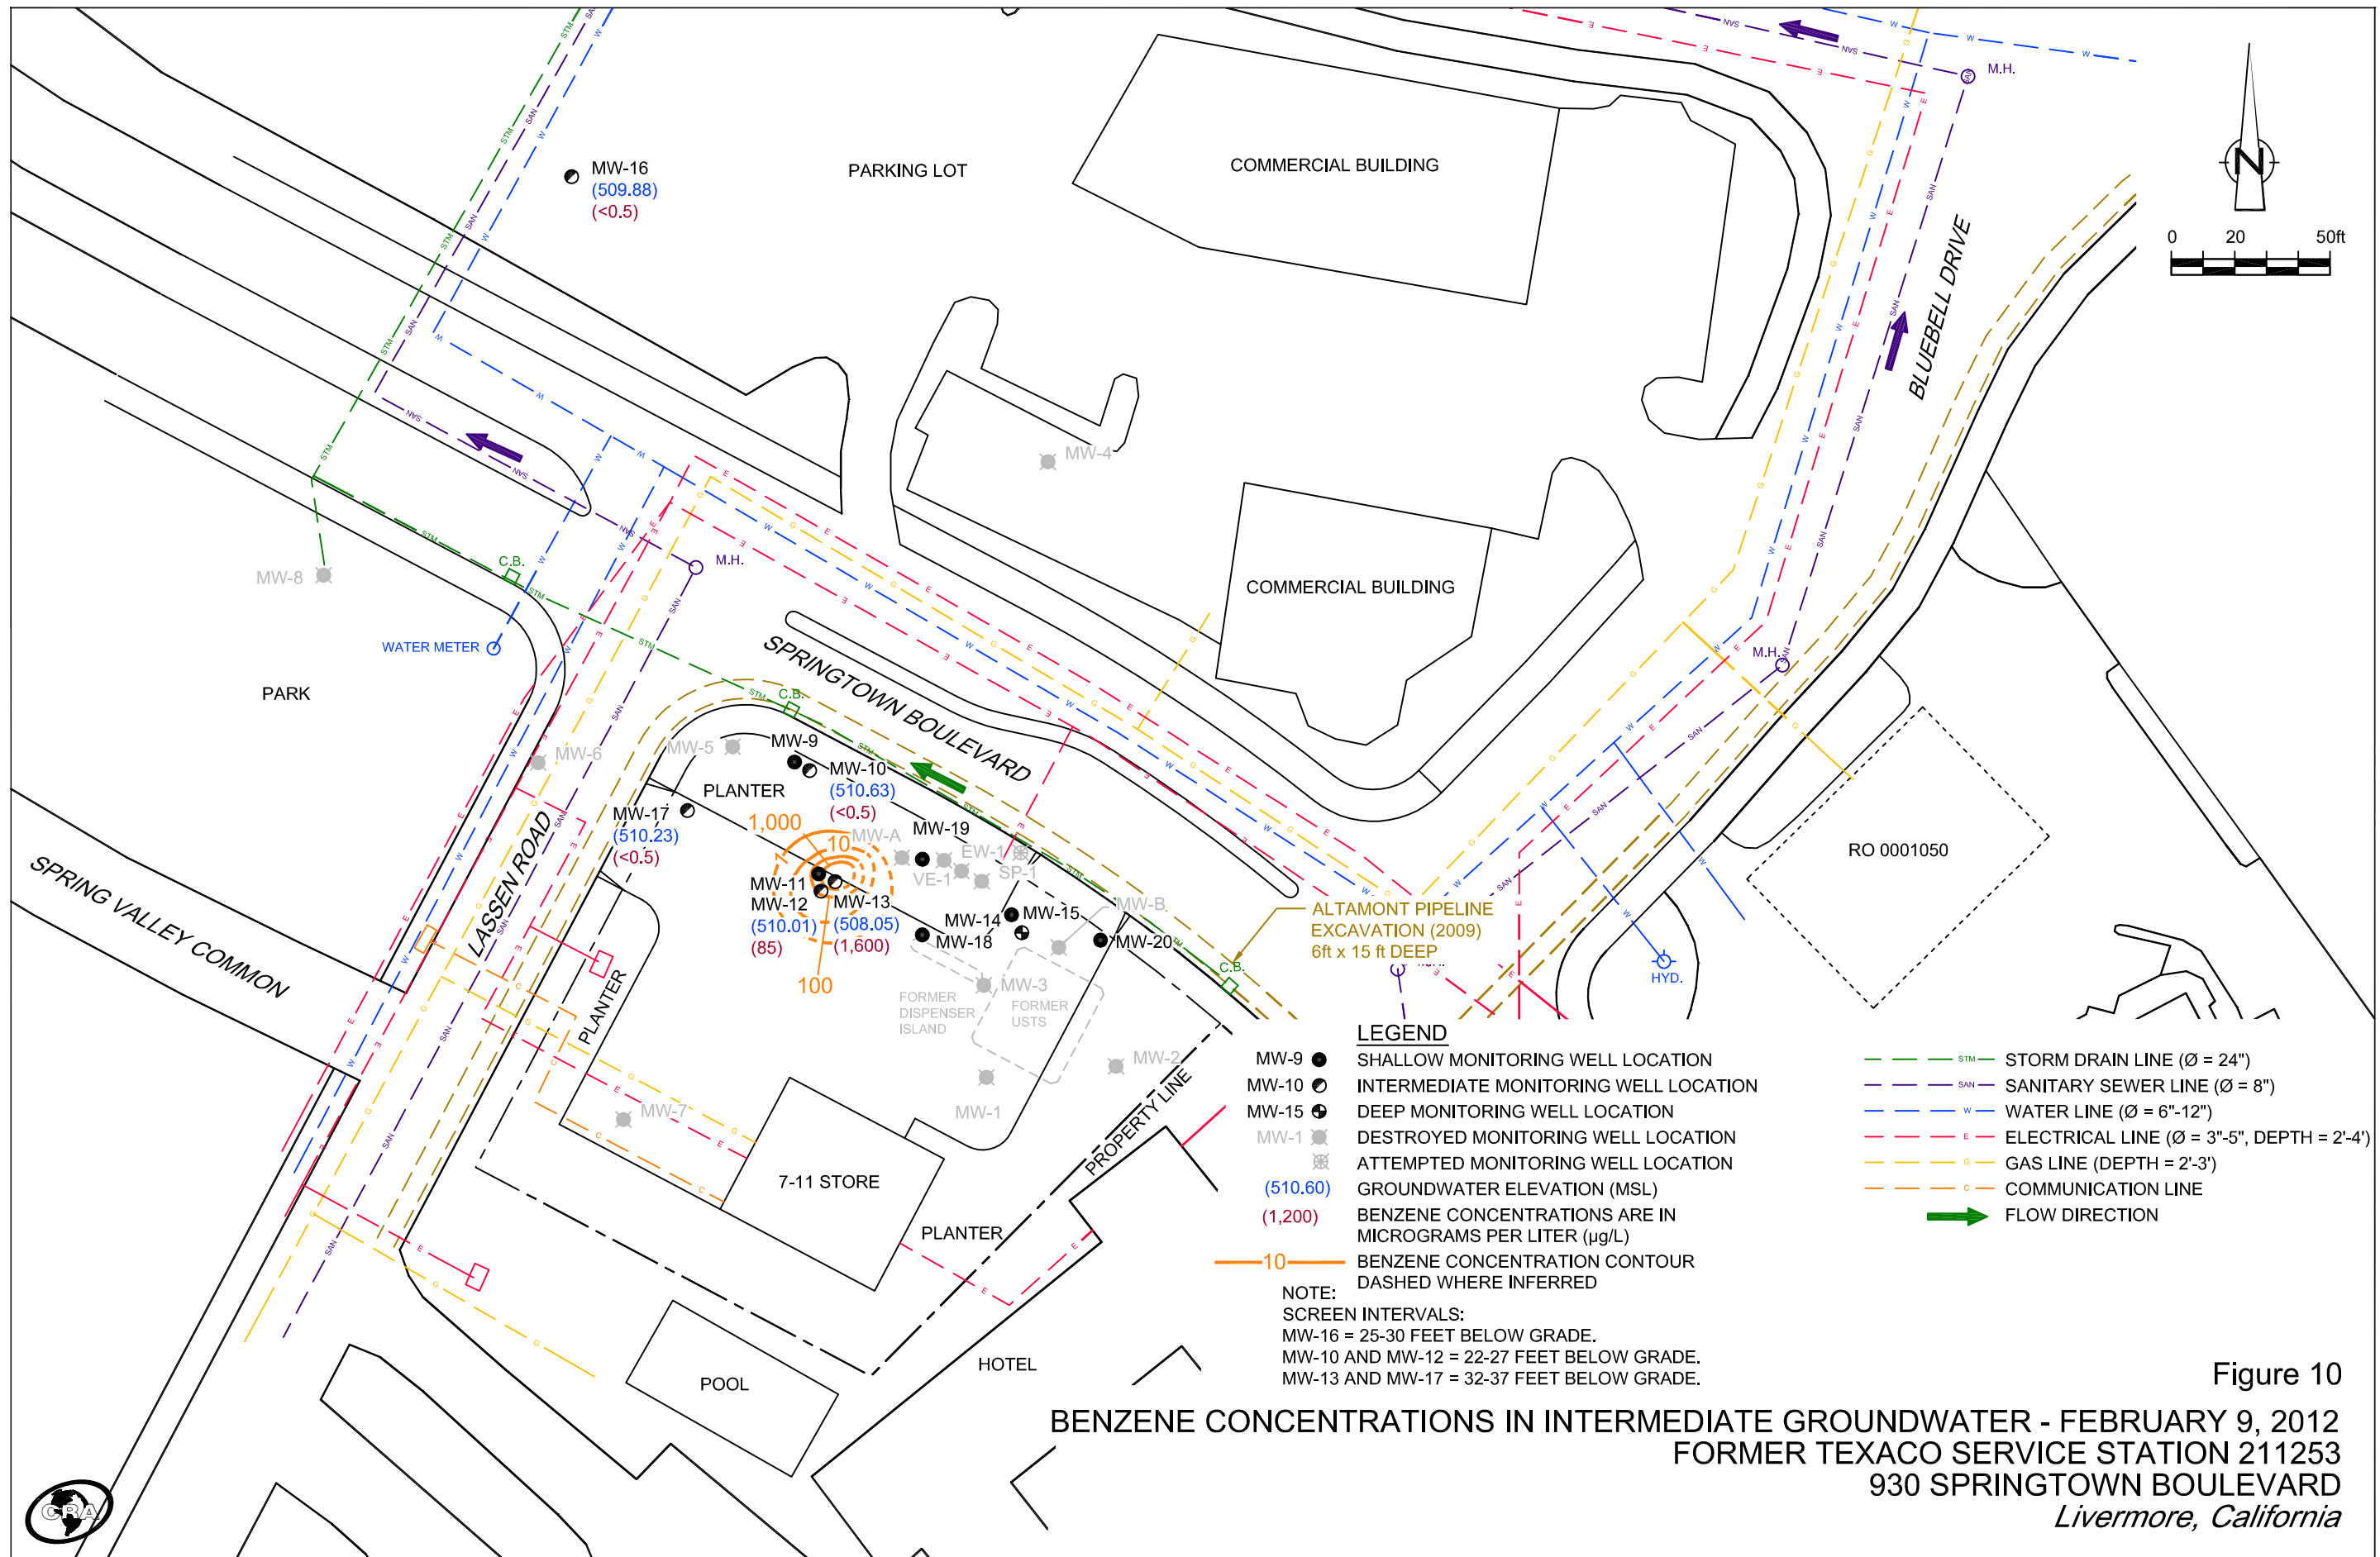 MW-16
(509.88)
(<0.5)
PARKING LOT
COMMERCIAL BUILDING
M.H.
N
0 20 50ft
BLUEBELL DRIVE
MW-4
MW-8
C.B.
M.H.
WATER METER
PARK
COMMERCIAL BUILDING
SPRINGTOWN BOULEVARD
M.H.
C.B.
MW-5
MW-6
MW-9
MW-10
(510.63)
(<0.5)
PLANTER
MW-17
(510.23)
(<0.5)
1,000
10
1
100
MW-A
MW-19
EW-1
VE-1
SP-1
MW-11
MW-12
(510.01)
(85)
MW-13
(508.05)
(1,600)
MW-14
MW-15
MW-18
MW-B
MW-20
RO 0001050
ALTAMONT PIPELINE
EXCAVATION (2009)
6ft x 15 ft DEEP
C.B.
HYD.
SPRING VALLEY COMMON
LASSEN ROAD
PLANTER
MW-3
FORMER
DISPENSER
ISLAND
FORMER
USTS
MW-2
MW-1
MW-7
PROPERTY LINE
7-11 STORE
PLANTER
POOL
HOTEL
LEGEND
MW-9 SHALLOW MONITORING WELL LOCATION
MW-10 INTERMEDIATE MONITORING WELL LOCATION
MW-15 DEEP MONITORING WELL LOCATION
MW-1 DESTROYED MONITORING WELL LOCATION
ATTEMPTED MONITORING WELL LOCATION
(510.60) GROUNDWATER ELEVATION (MSL)
(1,200) BENZENE CONCENTRATIONS ARE IN
MICROGRAMS PER LITER (µg/L)
10 BENZENE CONCENTRATION CONTOUR
DASHED WHERE INFERRED
STM STORM DRAIN LINE (Ø = 24")
SAN SANITARY SEWER LINE (Ø = 8")
W WATER LINE (Ø = 6"-12")
E ELECTRICAL LINE (Ø = 3"-5", DEPTH = 2'-4')
G GAS LINE (DEPTH = 2'-3')
C COMMUNICATION LINE
FLOW DIRECTION
NOTE:
SCREEN INTERVALS:
MW-16 = 25-30 FEET BELOW GRADE.
MW-10 AND MW-12 = 22-27 FEET BELOW GRADE.
MW-13 AND MW-17 = 32-37 FEET BELOW GRADE.
Figure 10
BENZENE CONCENTRATIONS IN INTERMEDIATE GROUNDWATER - FEBRUARY 9, 2012
FORMER TEXACO SERVICE STATION 211253
930 SPRINGTOWN BOULEVARD
Livermore, California
CRA